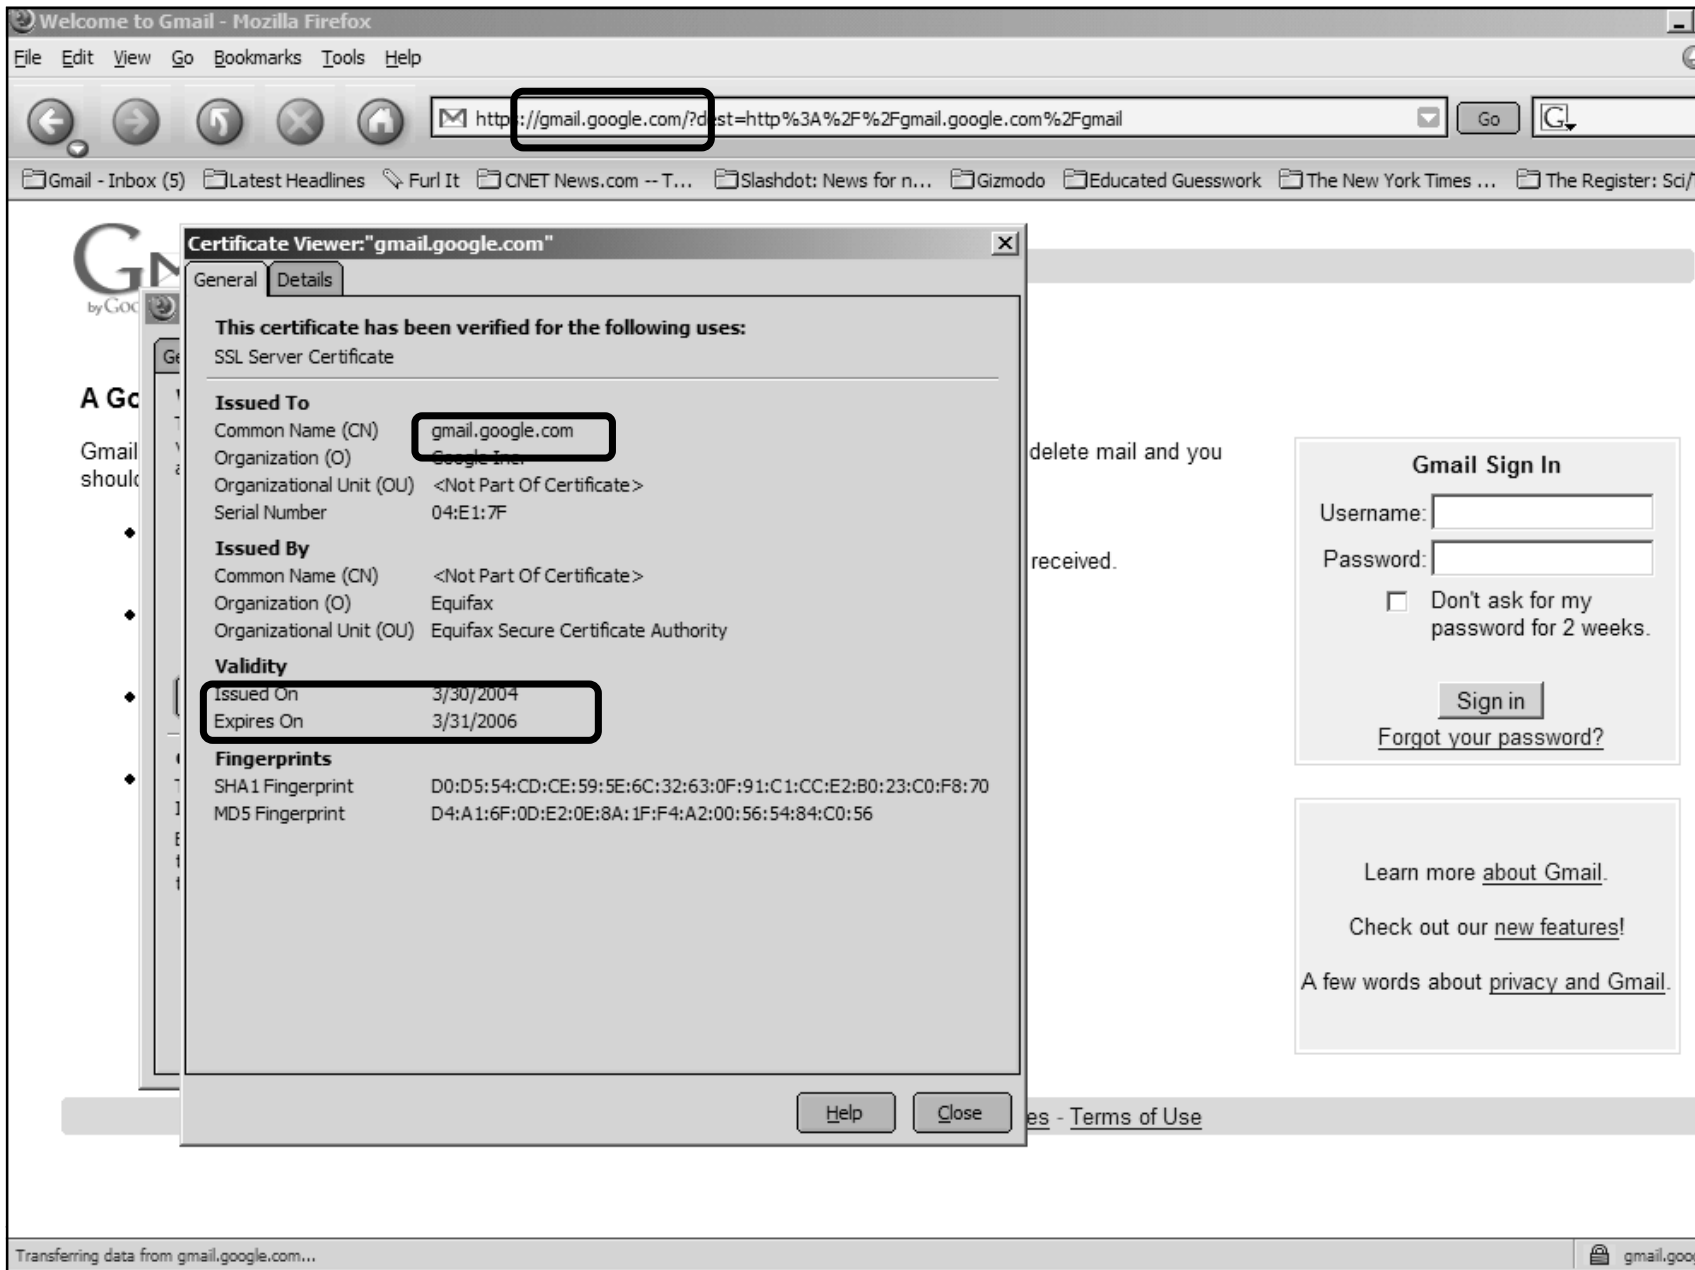 Welcome to Gmail - Mozilla Firefox
File Edit View Go Bookmarks Tools Help
https://gmail.google.com/?dest=http%3A%2F%2Fgmail.google.com%2Fgmail Go G
Gmail - Inbox (5) Latest Headlines Furl It CNET News.com -- T... Slashdot: News for n... Gizmodo Educated Guesswork The New York Times ... The Register: Sci/
by Goo
Certificate Viewer:"gmail.google.com"
General Details
This certificate has been verified for the following uses:
SSL Server Certificate
Issued To
Common Name (CN) gmail.google.com
Organization (O) Google Inc.
Organizational Unit (OU) <Not Part Of Certificate>
Serial Number 04:E1:7F
Issued By
Common Name (CN) <Not Part Of Certificate>
Organization (O) Equifax
Organizational Unit (OU) Equifax Secure Certificate Authority
Validity
Issued On 3/30/2004
Expires On 3/31/2006
Fingerprints
SHA1 Fingerprint D0:D5:54:CD:CE:59:5E:6C:32:63:0F:91:C1:CC:E2:B0:23:C0:F8:70
MD5 Fingerprint D4:A1:6F:0D:E2:0E:8A:1F:F4:A2:00:56:54:84:C0:56
Help Close
A Go
Gmail delete mail and you
should
received.
Gmail Sign In
Username:
Password:
Don't ask for my
password for 2 weeks.
Sign in
Forgot your password?
Learn more about Gmail.
Check out our new features!
A few words about privacy and Gmail.
es - Terms of Use
Transferring data from gmail.google.com... gmail.goo